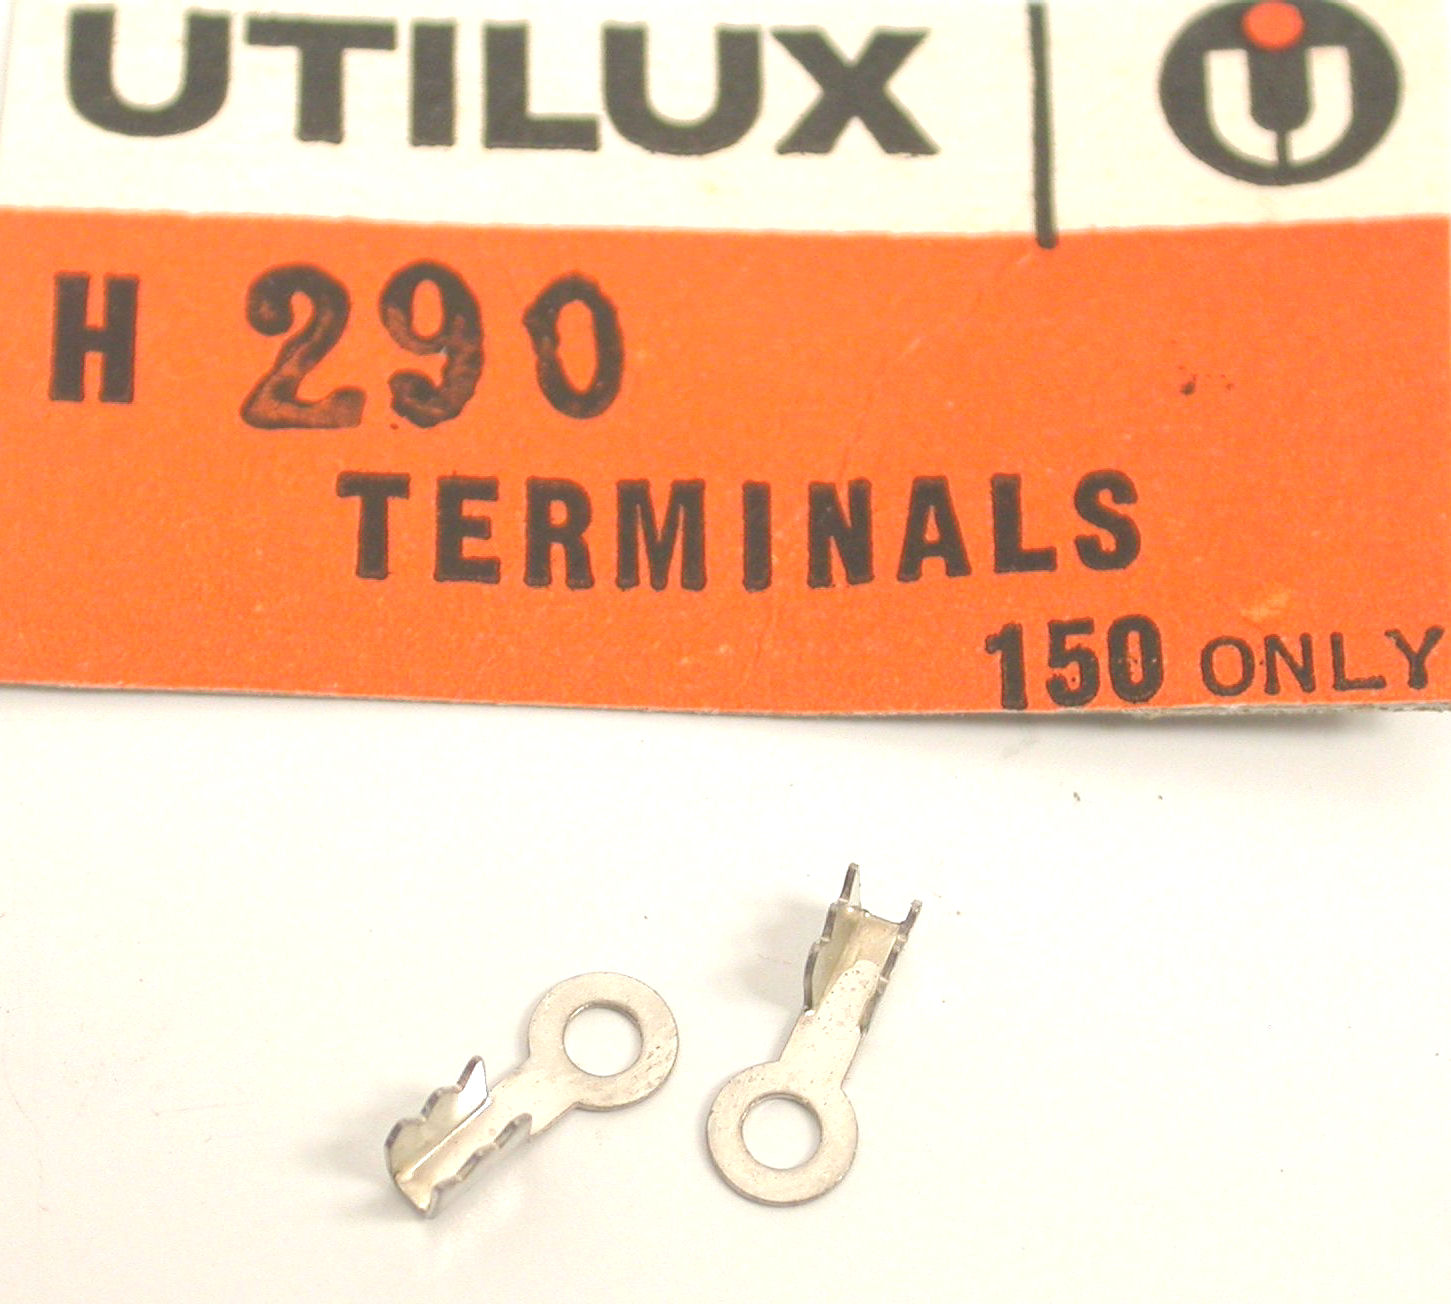 UTILUX
H 290
TERMINALS
150 ONLY